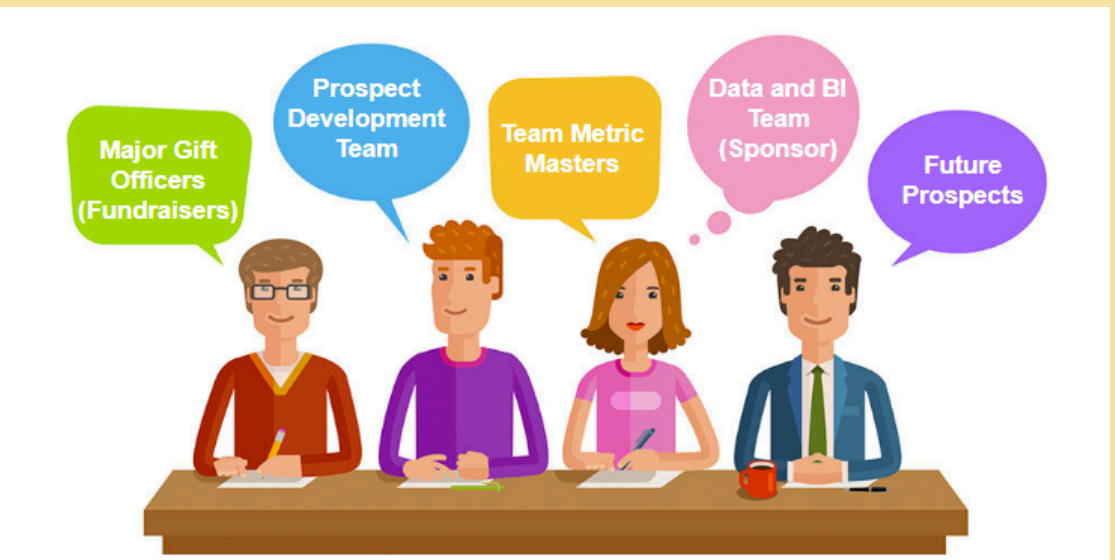 Major Gift
Officers
(Fundraisers)
Prospect
Development
Team
Team Metric
Masters
Data and BI
Team
(Sponsor)
Future
Prospects